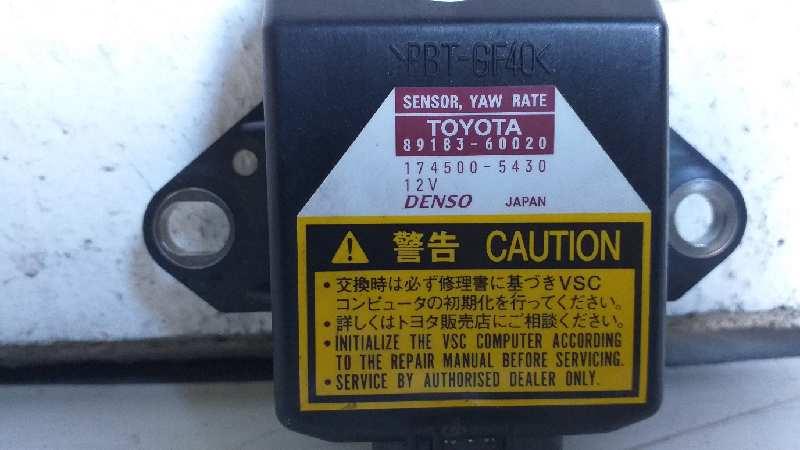 >PBT-GF40<
SENSOR, YAW RATE
TOYOTA
89183-60020
174500-5430
12V
DENSO JAPAN
警告 CAUTION
・交換時は必ず修理書に基づきVSC
コンピュータの初期化を行ってください。
・詳しくはトヨタ販売店にご相談ください。
・INITIALIZE THE VSC COMPUTER ACCORDING
TO THE REPAIR MANUAL BEFORE SERVICING.
・SERVICE BY AUTHORISED DEALER ONLY.